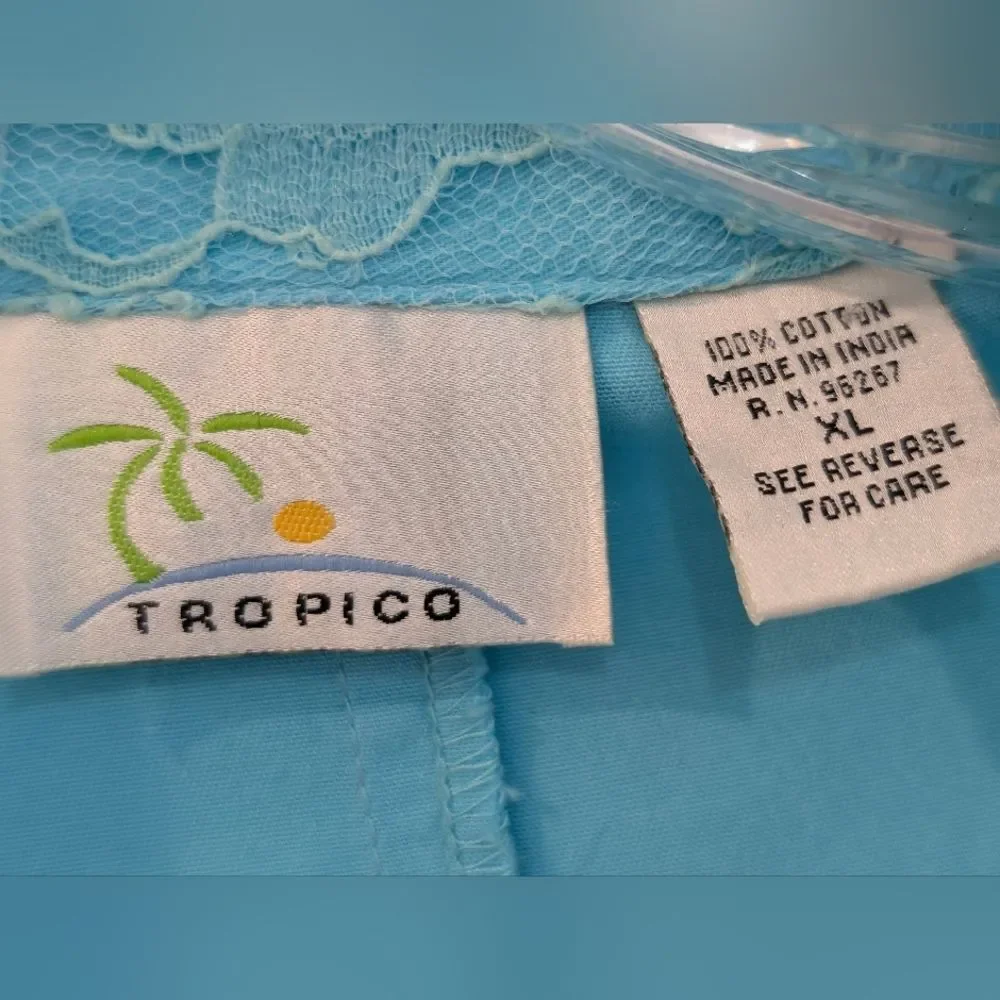 TROPICO
100% COTTON
MADE IN INDIA
R.N.96267
XL
SEE REVERSE
FOR CARE